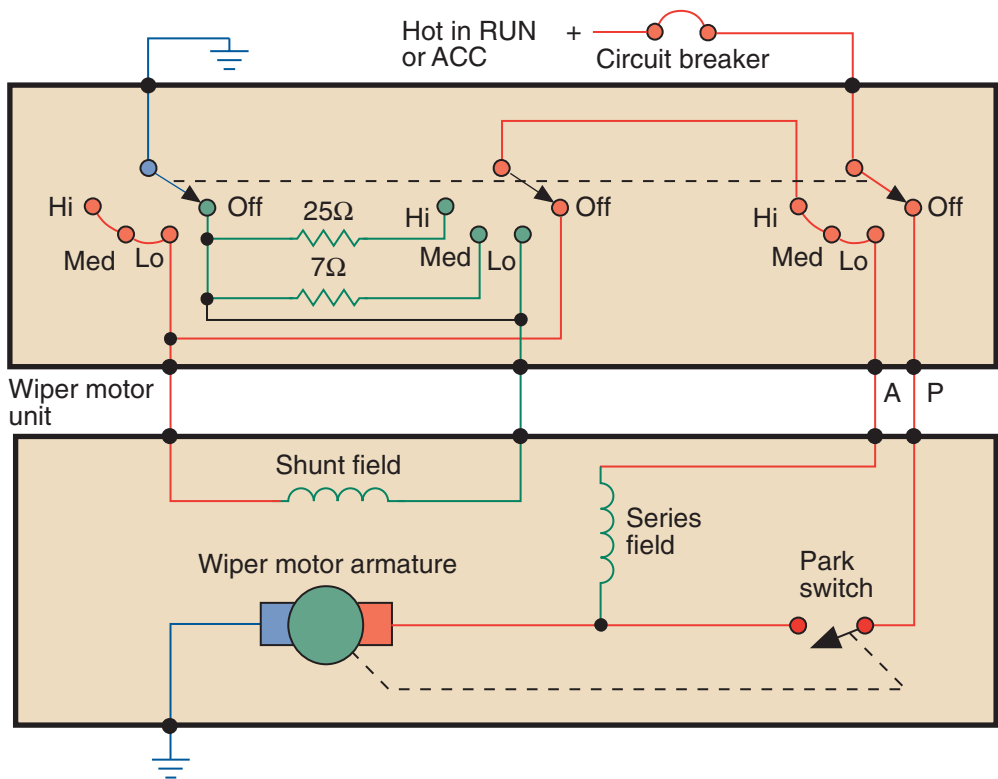 Hot in RUN +
or ACC
Circuit breaker
Hi
Med
Lo
Off
25Ω
7Ω
Hi
Med
Lo
Off
Hi
Med
Lo
Off
Wiper motor
unit
A
P
Shunt field
Series
field
Wiper motor armature
Park
switch